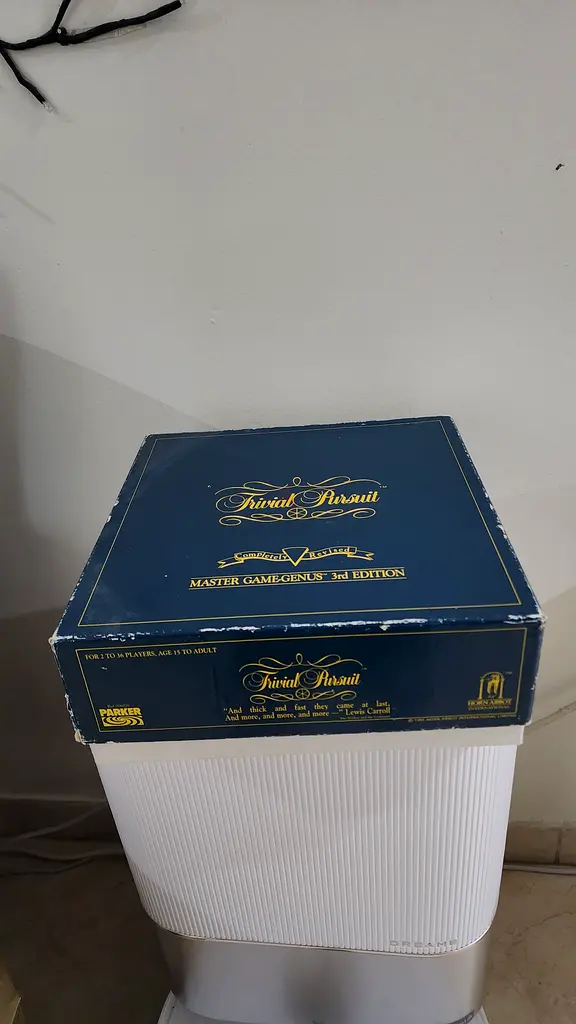 Trivial Pursuit
Completely Revised
MASTER GAME-GENUS™ 3rd EDITION
FOR 2 TO 36 PLAYERS, AGE 15 TO ADULT
Trivial Pursuit
"And thick and fast they came at last,
And more, and more, and more —" Lewis Carroll
PARKER
HORN ABBOT
DREAME